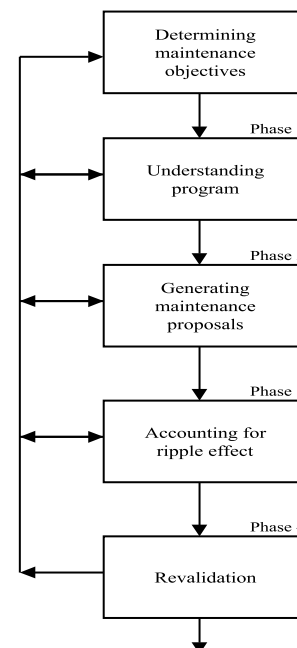 Determining
maintenance
objectives
Phase
Understanding
program
Phase
Generating
maintenance
proposals
Phase
Accounting for
ripple effect
Phase
Revalidation